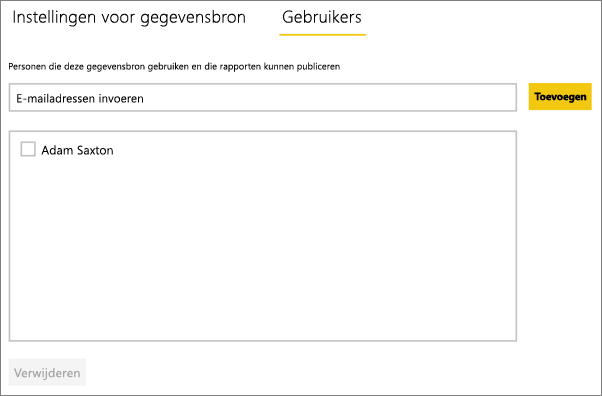 Instellingen voor gegevensbron Gebruikers
Personen die deze gegevensbron gebruiken en die rapporten kunnen publiceren
E-mailadressen invoeren Toevoegen
Adam Saxton
Verwijderen